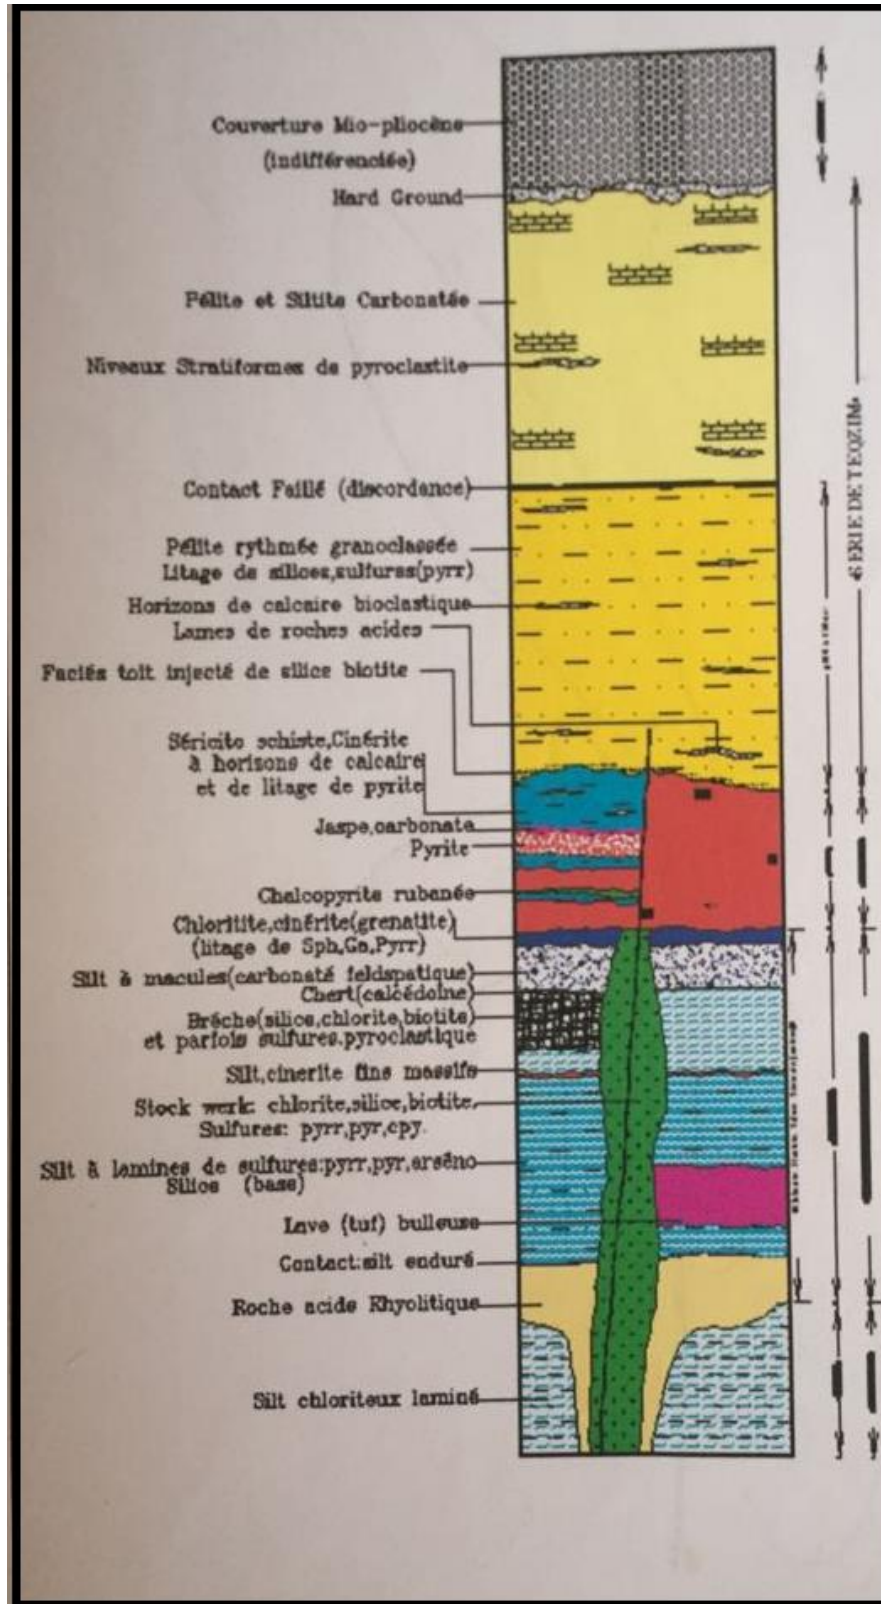 Couverture Mio-pliocène
(indifférenciée)
Hard Ground
Pélite et Siltite Carbonatée
Niveaux Stratiformes de pyroclastite
Contact Faillé (discordance)
Pélite rythmée granoclassée
Litage de silices,sulfures(pyrr)
Horizons de calcaire bioclastique
Lames de roches acides
Faciés toit injecté de silice biotite
Séricito schiste,Cinérite
à horizons de calcaire
et de litage de pyrite
Jaspe,carbonate
Pyrite
Chalcopyrite rubanée
Chloritite,cinérite(grenatite)
(litage de Sph,Ga,Pyrr)
Silt à macules(carbonaté feldspatique)
Chert(calcédoine)
Brêche(silice,chlorite,biotite)
et parfois sulfures.pyroclastique
Silt,cinerite fins massifs
Stock werk: chlorite,silice,biotite.
Sulfures: pyrr,pyr,cpy.
Silt à lamines de sulfures:pyrr,pyr,arséno
Silice (base)
Lave (tuf) bulleuse
Contact:silt enduré
Roche acide Rhyolitique
Silt chloriteux laminé
SERIE DE TEQZIM